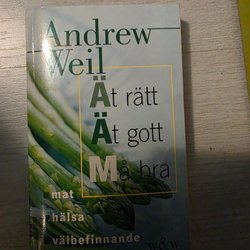 Andrew
Weil
Ät rätt
Ät gott
Må bra
mat
hälsa
välbefinnande
w&w